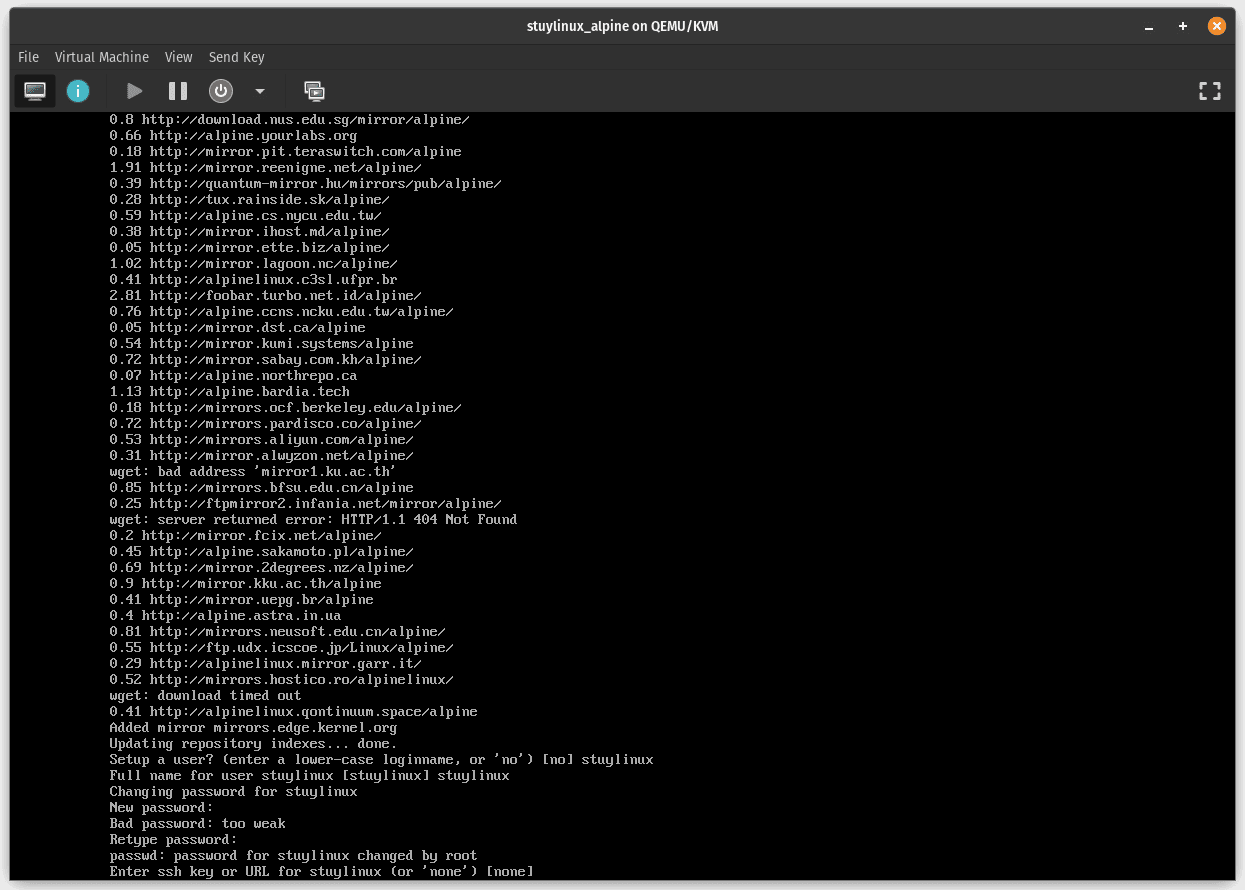 stuylinux_alpine on QEMU/KVM
File Virtual Machine View Send Key
0.8 http://download.nus.edu.sg/mirror/alpine/
0.66 http://alpine.yourlabs.org
0.18 http://mirror.pit.teraswitch.com/alpine
1.91 http://mirror.reenigne.net/alpine/
0.39 http://quantum-mirror.hu/mirrors/pub/alpine/
0.28 http://tux.rainside.sk/alpine/
0.59 http://alpine.cs.nycu.edu.tw/
0.38 http://mirror.ihost.md/alpine/
0.05 http://mirror.ette.biz/alpine/
1.02 http://mirror.lagoon.nc/alpine/
0.41 http://alpinelinux.c3sl.ufpr.br
2.81 http://foobar.turbo.net.id/alpine/
0.76 http://alpine.ccns.ncku.edu.tw/alpine/
0.05 http://mirror.dst.ca/alpine
0.54 http://mirror.kumi.systems/alpine
0.72 http://mirror.sabay.com.kh/alpine/
0.07 http://alpine.northrepo.ca
1.13 http://alpine.bardia.tech
0.18 http://mirrors.ocf.berkeley.edu/alpine/
0.72 http://mirrors.pardisco.co/alpine/
0.53 http://mirrors.aliyun.com/alpine/
0.31 http://mirror.alwyzon.net/alpine/
wget: bad address 'mirror1.ku.ac.th'
0.85 http://mirrors.bfsu.edu.cn/alpine
0.25 http://ftpmirror2.infania.net/mirror/alpine/
wget: server returned error: HTTP/1.1 404 Not Found
0.2 http://mirror.fcix.net/alpine/
0.45 http://alpine.sakamoto.pl/alpine/
0.69 http://mirror.2degrees.nz/alpine/
0.9 http://mirror.kku.ac.th/alpine
0.41 http://mirror.uepg.br/alpine
0.4 http://alpine.astra.in.ua
0.81 http://mirrors.neusoft.edu.cn/alpine/
0.55 http://ftp.udx.icscoe.jp/Linux/alpine/
0.29 http://alpinelinux.mirror.garr.it/
0.52 http://mirrors.hostico.ro/alpinelinux/
wget: download timed out
0.41 http://alpinelinux.qontinuum.space/alpine
Added mirror mirrors.edge.kernel.org
Updating repository indexes... done.
Setup a user? (enter a lower-case loginname, or 'no') [no] stuylinux
Full name for user stuylinux [stuylinux] stuylinux
Changing password for stuylinux
New password:
Bad password: too weak
Retype password:
passwd: password for stuylinux changed by root
Enter ssh key or URL for stuylinux (or 'none') [none]